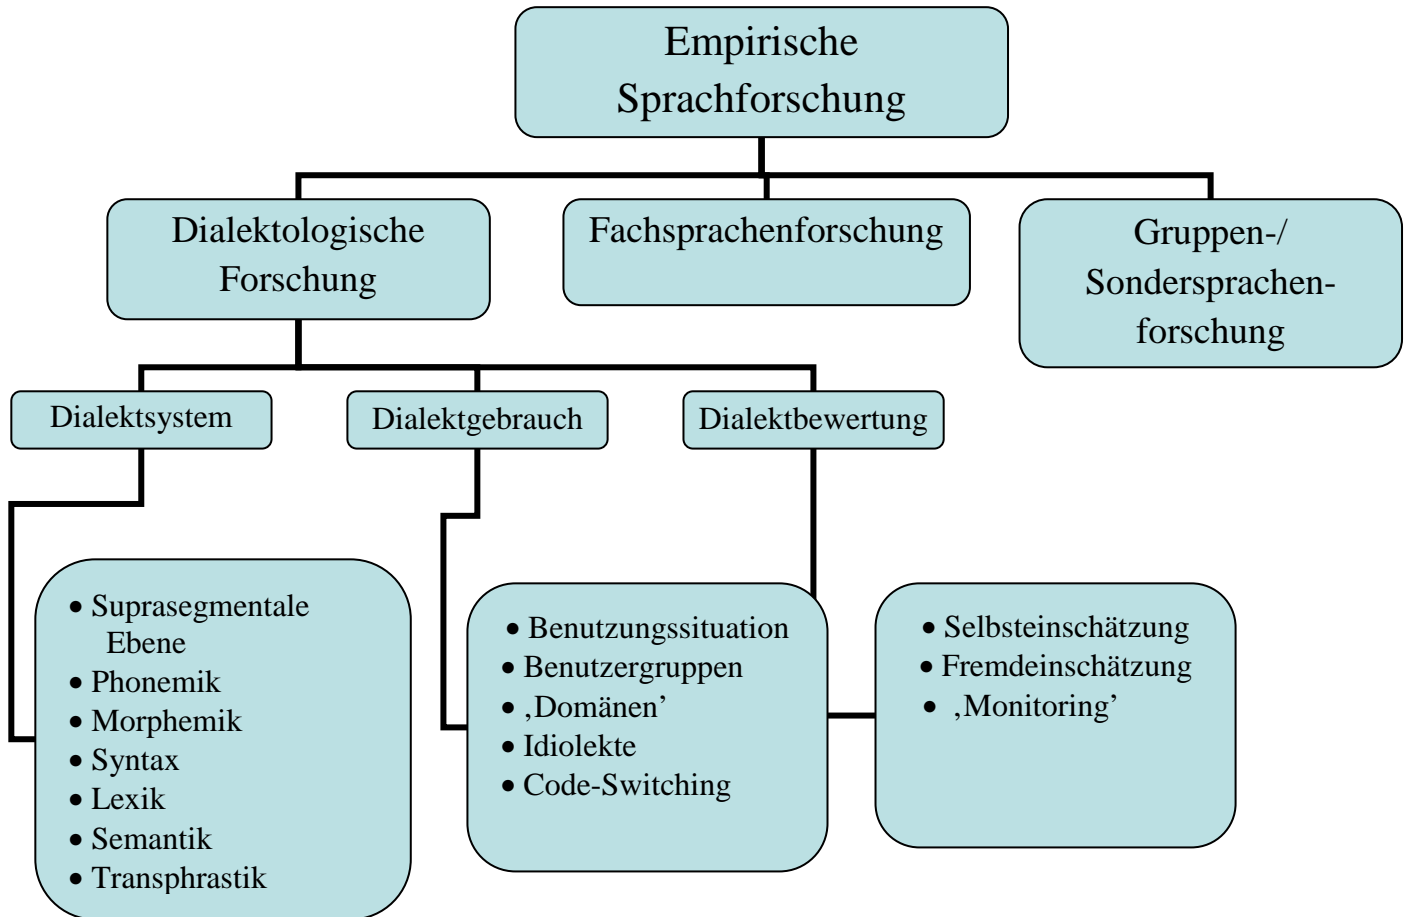 Empirische
Sprachforschung
Dialektologische
Forschung
Fachsprachenforschung
Gruppen-/
Sondersprachen-
forschung
Dialektsystem
Dialektgebrauch
Dialektbewertung
• Suprasegmentale
Ebene
• Phonemik
• Morphemik
• Syntax
• Lexik
• Semantik
• Transphrastik
• Benutzungssituation
• Benutzergruppen
• ‚Domänen’
• Idiolekte
• Code-Switching
• Selbsteinschätzung
• Fremdeinschätzung
• ‚Monitoring’